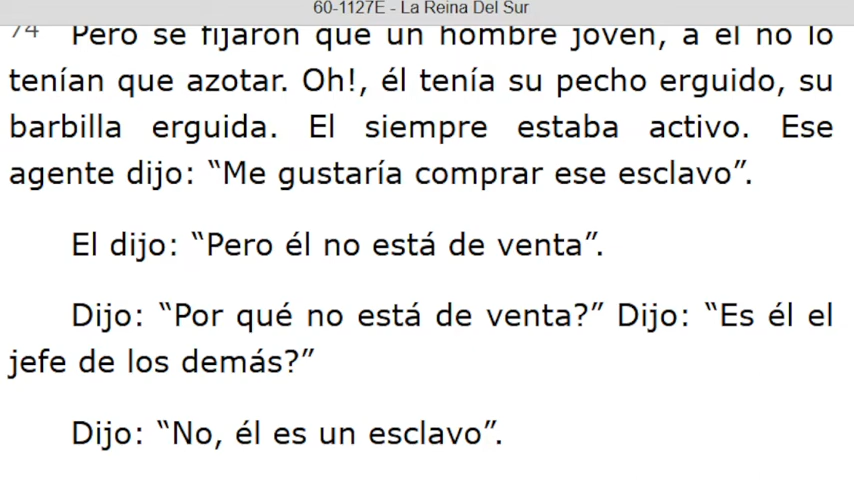 60-1127E - La Reina Del Sur
74 Pero se fijaron que un hombre joven, a él no lo
tenían que azotar. Oh!, él tenía su pecho erguido, su
barbilla erguida. El siempre estaba activo. Ese
agente dijo: “Me gustaría comprar ese esclavo”.
El dijo: “Pero él no está de venta”.
Dijo: “Por qué no está de venta?” Dijo: “Es él el
jefe de los demás?”
Dijo: “No, él es un esclavo”.